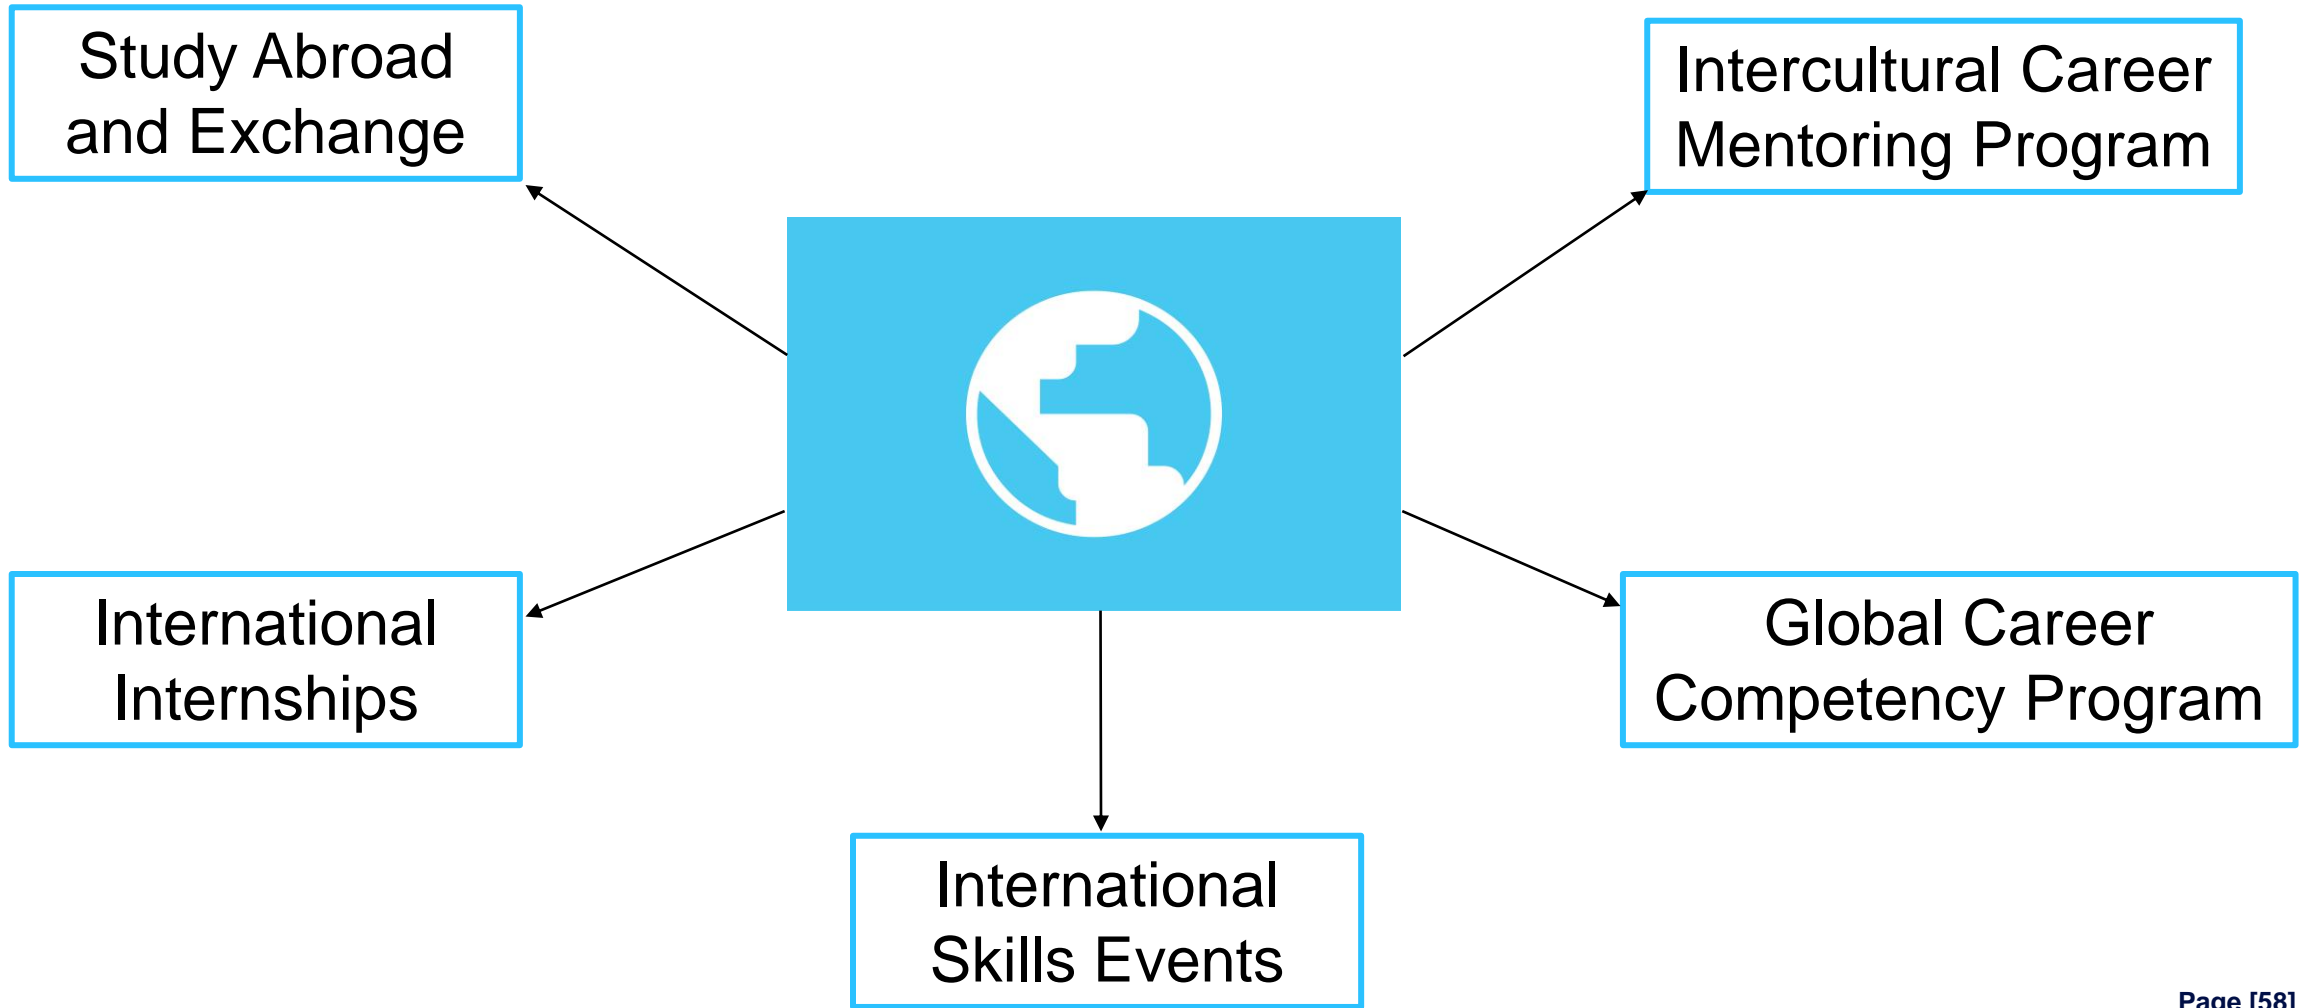 Study Abroad
and Exchange
Intercultural Career
Mentoring Program
International
Internships
Global Career
Competency Program
International
Skills Events
Page [58]